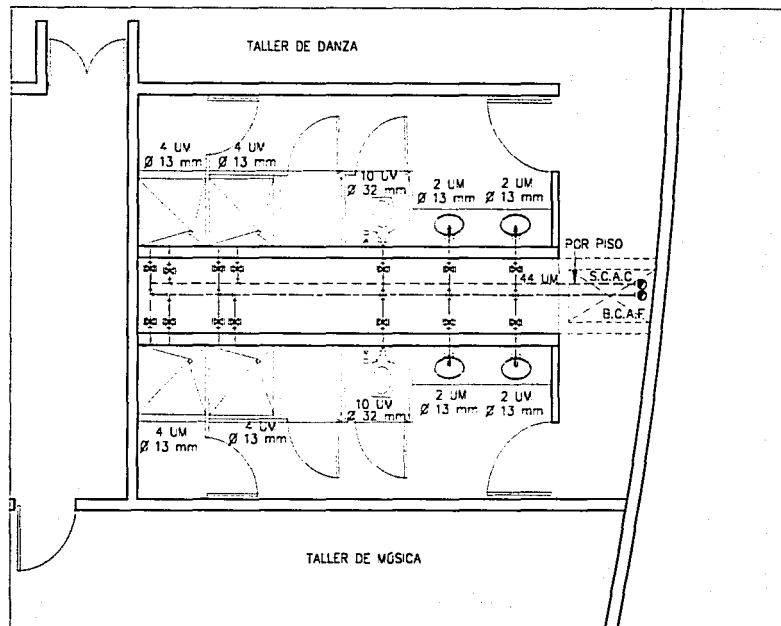 TALLER DE DANZA
4 UM
Ø 13 mm
4 UM
Ø 13 mm
10 UV
Ø 32 mm
2 UM
Ø 13 mm
2 UM
Ø 13 mm
POR PISO
44 UM
S.C.A.C.
B.C.A.F.
4 UM
Ø 13 mm
4 UV
Ø 13 mm
10 UV
Ø 32 mm
2 UM
Ø 13 mm
2 UV
Ø 13 mm
TALLER DE MÚSICA